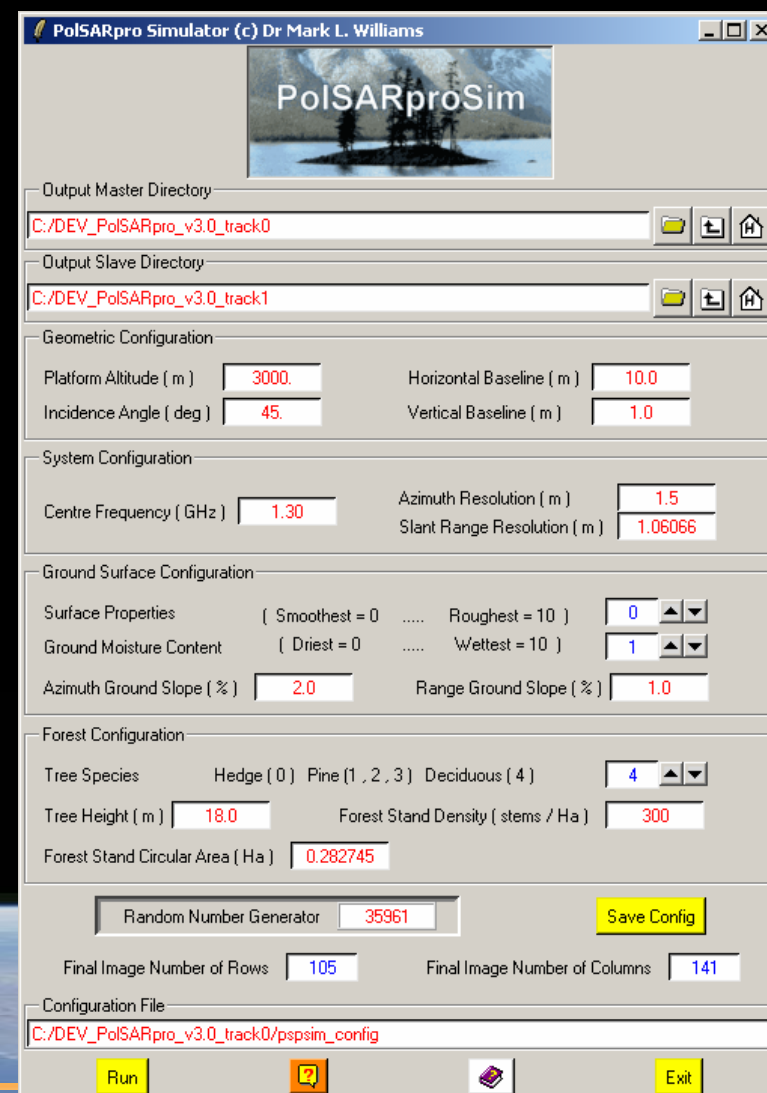 PolSARpro Simulator (c) Dr Mark L. Williams
PolSARproSim
Output Master Directory
C:/DEV_PolSARpro_v3.0_track0
Output Slave Directory
C:/DEV_PolSARpro_v3.0_track1
Geometric Configuration
Platform Altitude ( m ) 3000. Horizontal Baseline ( m ) 10.0
Incidence Angle ( deg ) 45. Vertical Baseline ( m ) 1.0
System Configuration
Centre Frequency ( GHz ) 1.30 Azimuth Resolution ( m ) 1.5
Slant Range Resolution ( m ) 1.06066
Ground Surface Configuration
Surface Properties ( Smoothest = 0 ..... Roughest = 10 ) 0
Ground Moisture Content ( Driest = 0 ..... Wettest = 10 ) 1
Azimuth Ground Slope ( % ) 2.0 Range Ground Slope ( % ) 1.0
Forest Configuration
Tree Species Hedge ( 0 ) Pine (1 , 2 , 3 ) Deciduous ( 4 ) 4
Tree Height ( m ) 18.0 Forest Stand Density ( stems / Ha ) 300
Forest Stand Circular Area ( Ha ) 0.282745
Random Number Generator 35961 Save Config
Final Image Number of Rows 105 Final Image Number of Columns 141
Configuration File
C:/DEV_PolSARpro_v3.0_track0/pspsim_config
Run ? ? Exit